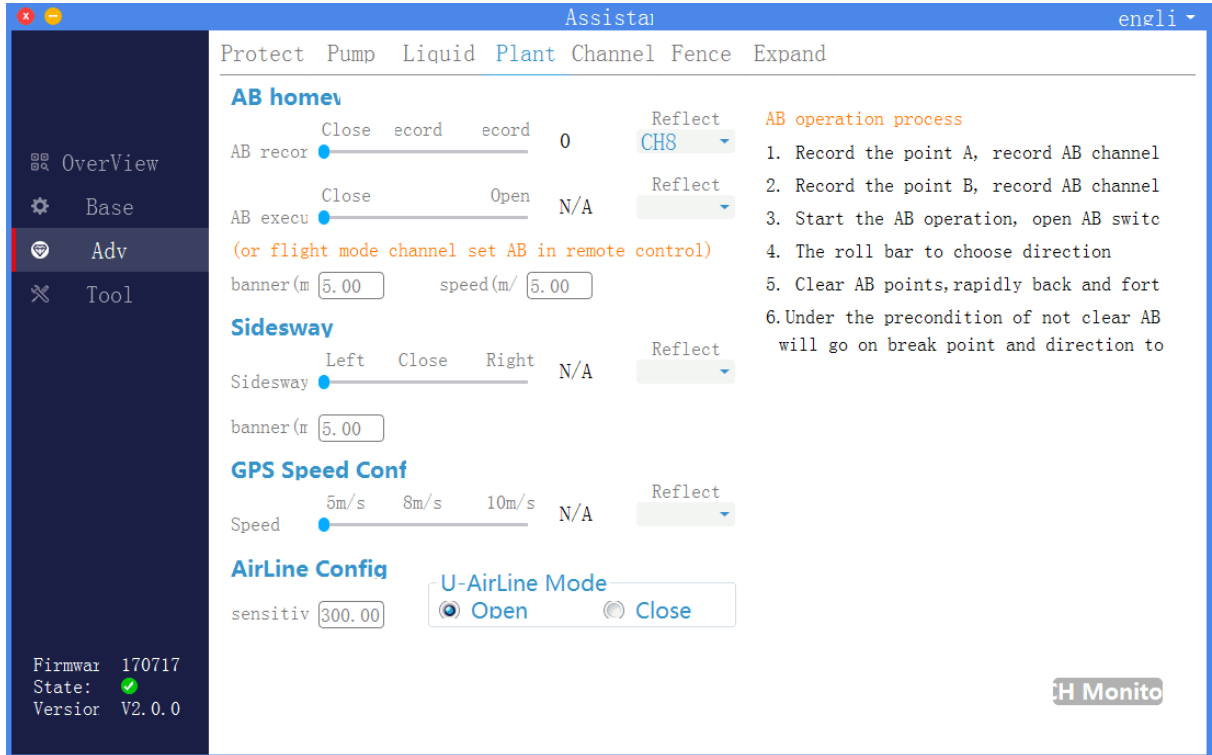 Assistar
engli
Protect Pump Liquid Plant Channel Fence Expand
OverView
Base
Adv
Tool
Firmwar 170717
State:
Version V2.0.0
AB homew
Close ecord ecord
AB recor 0
Reflect
CH8
Close Open
AB execu N/A
Reflect
(or flight mode channel set AB in remote control)
banner(m 5.00 speed(m/ 5.00
Sidesway
Left Close Right
Sidesway N/A
Reflect
banner(m 5.00
GPS Speed Conf
5m/s 8m/s 10m/s
Speed N/A
Reflect
AirLine Config
sensitiv 300.00
U-AirLine Mode
Open Close
AB operation process
1. Record the point A, record AB channel
2. Record the point B, record AB channel
3. Start the AB operation, open AB switc
4. The roll bar to choose direction
5. Clear AB points,rapidly back and fort
6.Under the precondition of not clear AB
will go on break point and direction to
CH Monito